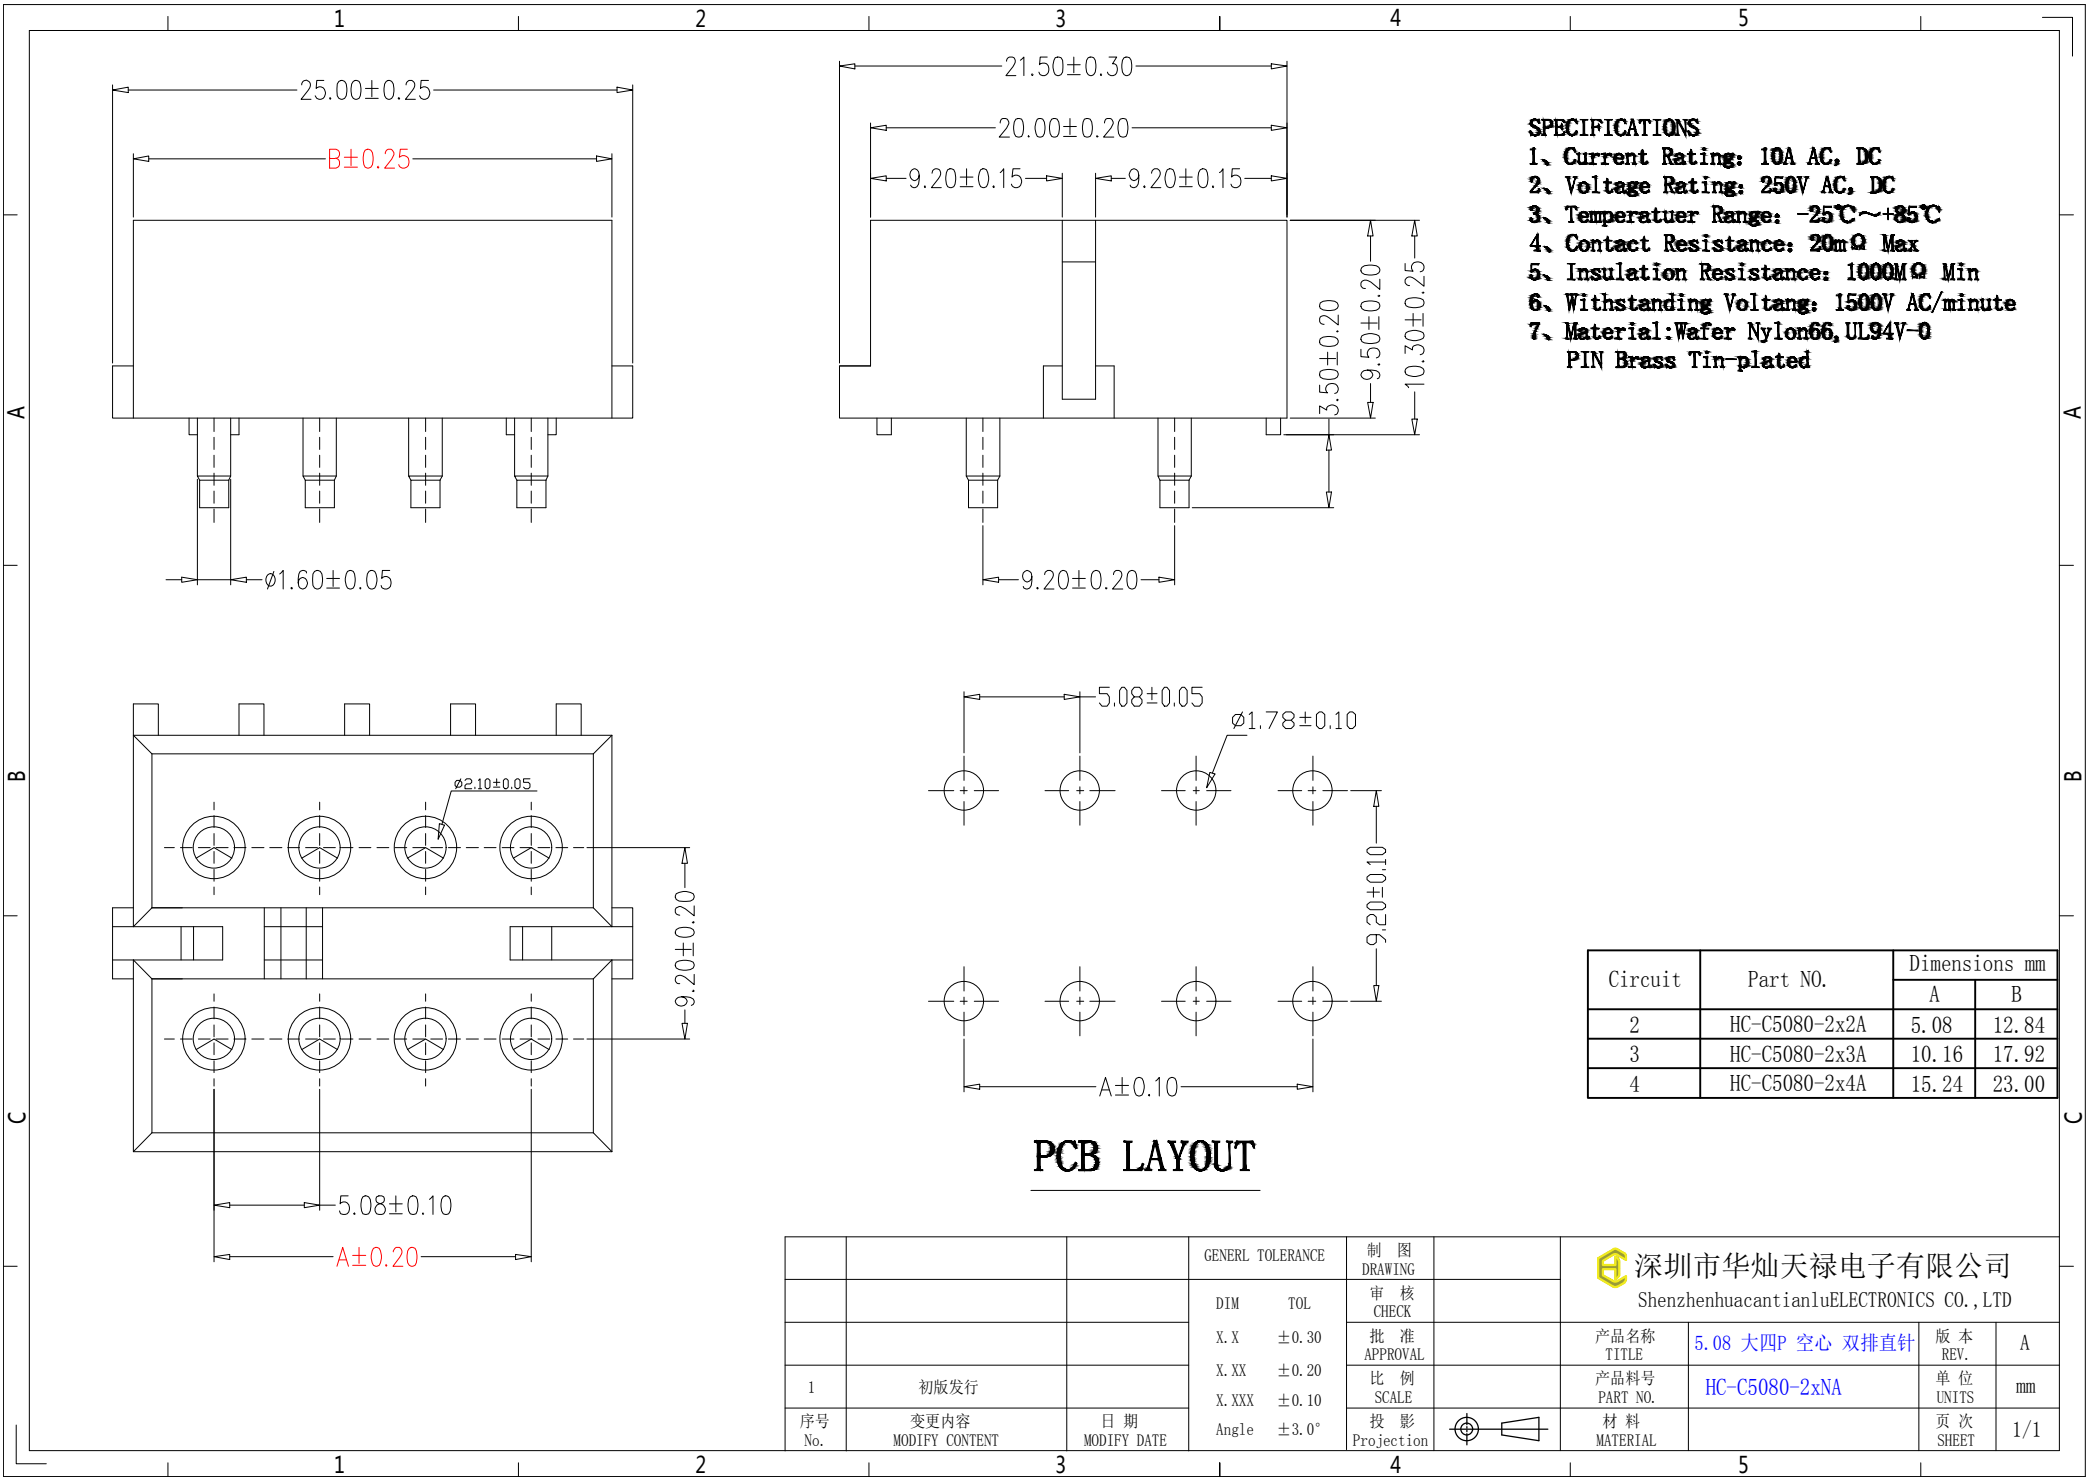 1 2 3 4 5
25.00±0.25
B±0.25
21.50±0.30
20.00±0.20
9.20±0.15 9.20±0.15
3.50±0.20
9.50±0.20
10.30±0.25
ø1.60±0.05
9.20±0.20
SPECIFICATIONS
1、Current Rating: 10A AC, DC
2、Voltage Rating: 250V AC, DC
3、Temperatuer Range: -25℃～+85℃
4、Contact Resistance: 20mΩ Max
5、Insulation Resistance: 1000MΩ Min
6、Withstanding Voltang: 1500V AC/minute
7、Material:Wafer Nylon66,UL94V-0
PIN Brass Tin-plated
A A
B B
C C
ø2.10±0.05
9.20±0.20
5.08±0.10
A±0.20
5.08±0.05
ø1.78±0.10
9.20±0.10
A±0.10
PCB LAYOUT
Circuit Part NO. Dimensions mm
A B
2 HC-C5080-2x2A 5.08 12.84
3 HC-C5080-2x3A 10.16 17.92
4 HC-C5080-2x4A 15.24 23.00
1 初版发行
序号 变更内容 日 期
No. MODIFY CONTENT MODIFY DATE
GENERL TOLERANCE
DIM TOL
X.X ±0.30
X.XX ±0.20
X.XXX ±0.10
Angle ±3.0°
制 图
DRAWING
审 核
CHECK
批 准
APPROVAL
比 例
SCALE
投 影
Projection
深圳市华灿天禄电子有限公司
ShenzhenhuacantianluELECTRONICS CO.,LTD
产品名称
TITLE
5.08 大四P 空心 双排直针
版 本
REV.
A
产品料号
PART NO.
HC-C5080-2xNA
单 位
UNITS
mm
材 料
MATERIAL
页 次
SHEET
1/1
1 2 3 4 5